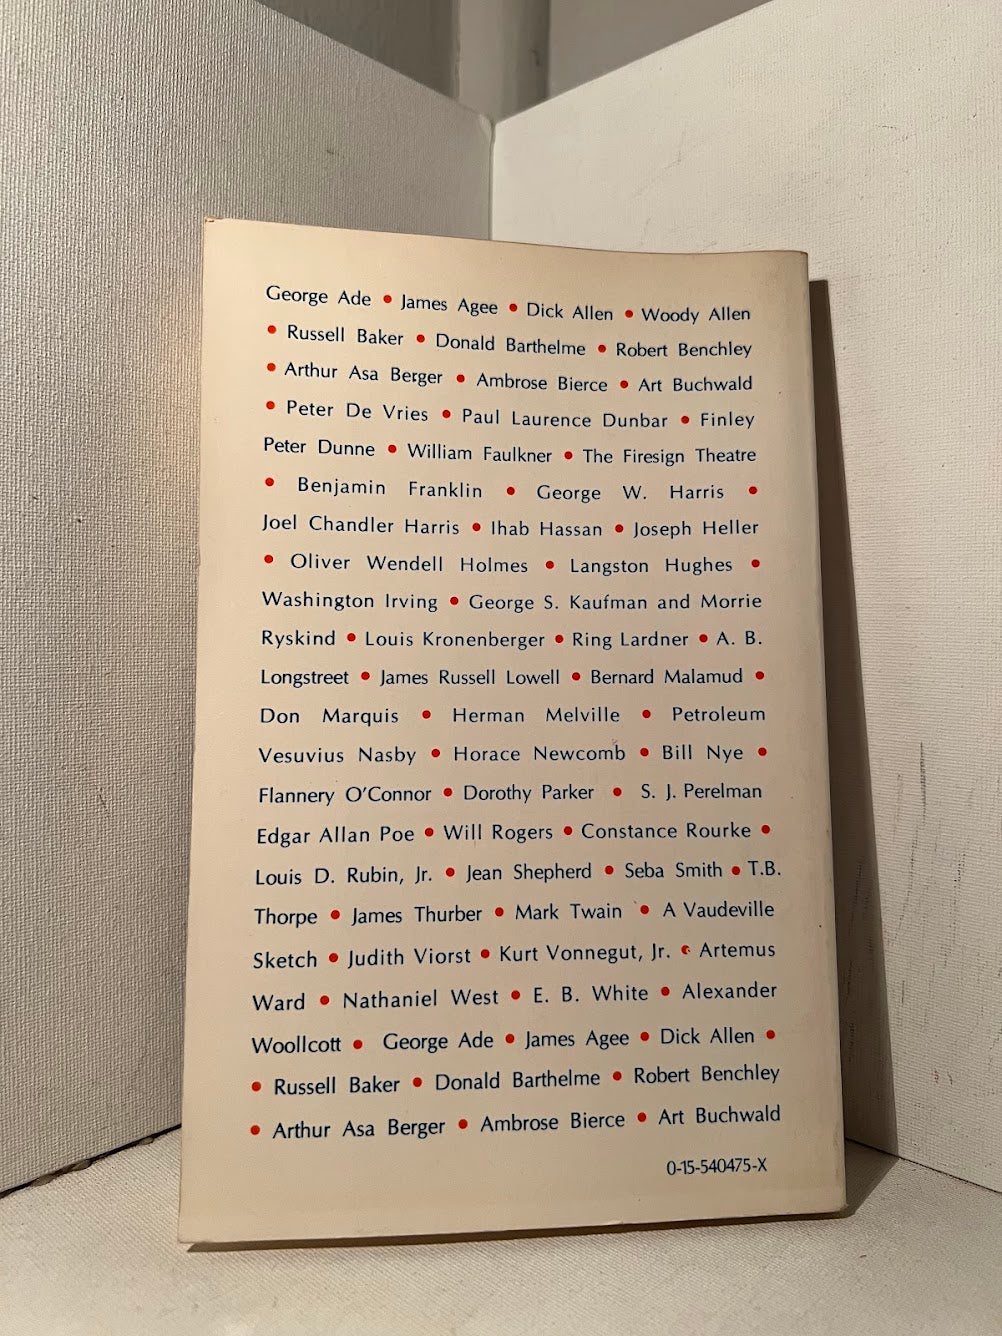 George Ade • James Agee • Dick Allen • Woody Allen
• Russell Baker • Donald Barthelme • Robert Benchley
• Arthur Asa Berger • Ambrose Bierce • Art Buchwald
• Peter De Vries • Paul Laurence Dunbar • Finley
Peter Dunne • William Faulkner • The Firesign Theatre
• Benjamin Franklin • George W. Harris •
Joel Chandler Harris • Ihab Hassan • Joseph Heller
• Oliver Wendell Holmes • Langston Hughes •
Washington Irving • George S. Kaufman and Morrie
Ryskind • Louis Kronenberger • Ring Lardner • A. B.
Longstreet • James Russell Lowell • Bernard Malamud •
Don Marquis • Herman Melville • Petroleum
Vesuvius Nasby • Horace Newcomb • Bill Nye •
Flannery O'Connor • Dorothy Parker • S. J. Perelman
Edgar Allan Poe • Will Rogers • Constance Rourke •
Louis D. Rubin, Jr. • Jean Shepherd • Seba Smith • T.B.
Thorpe • James Thurber • Mark Twain • A Vaudeville
Sketch • Judith Viorst • Kurt Vonnegut, Jr. • Artemus
Ward • Nathaniel West • E. B. White • Alexander
Woollcott • George Ade • James Agee • Dick Allen •
• Russell Baker • Donald Barthelme • Robert Benchley
• Arthur Asa Berger • Ambrose Bierce • Art Buchwald
0-15-540475-X